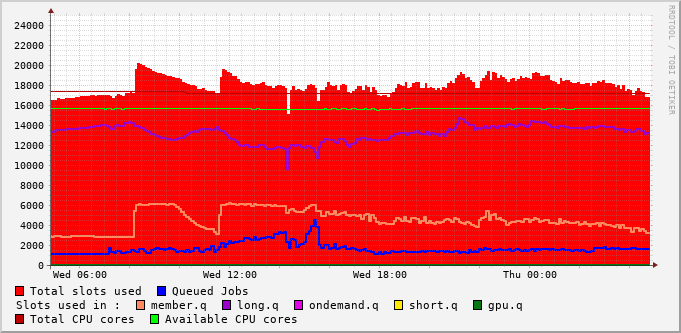 RRDTOOL / TOBI OETIKER
24000
22000
20000
18000
16000
14000
12000
10000
8000
6000
4000
2000
0
Wed 06:00 Wed 12:00 Wed 18:00 Thu 00:00
Total slots used Queued Jobs
Slots used in : member.q long.q ondemand.q short.q gpu.q
Total CPU cores Available CPU cores